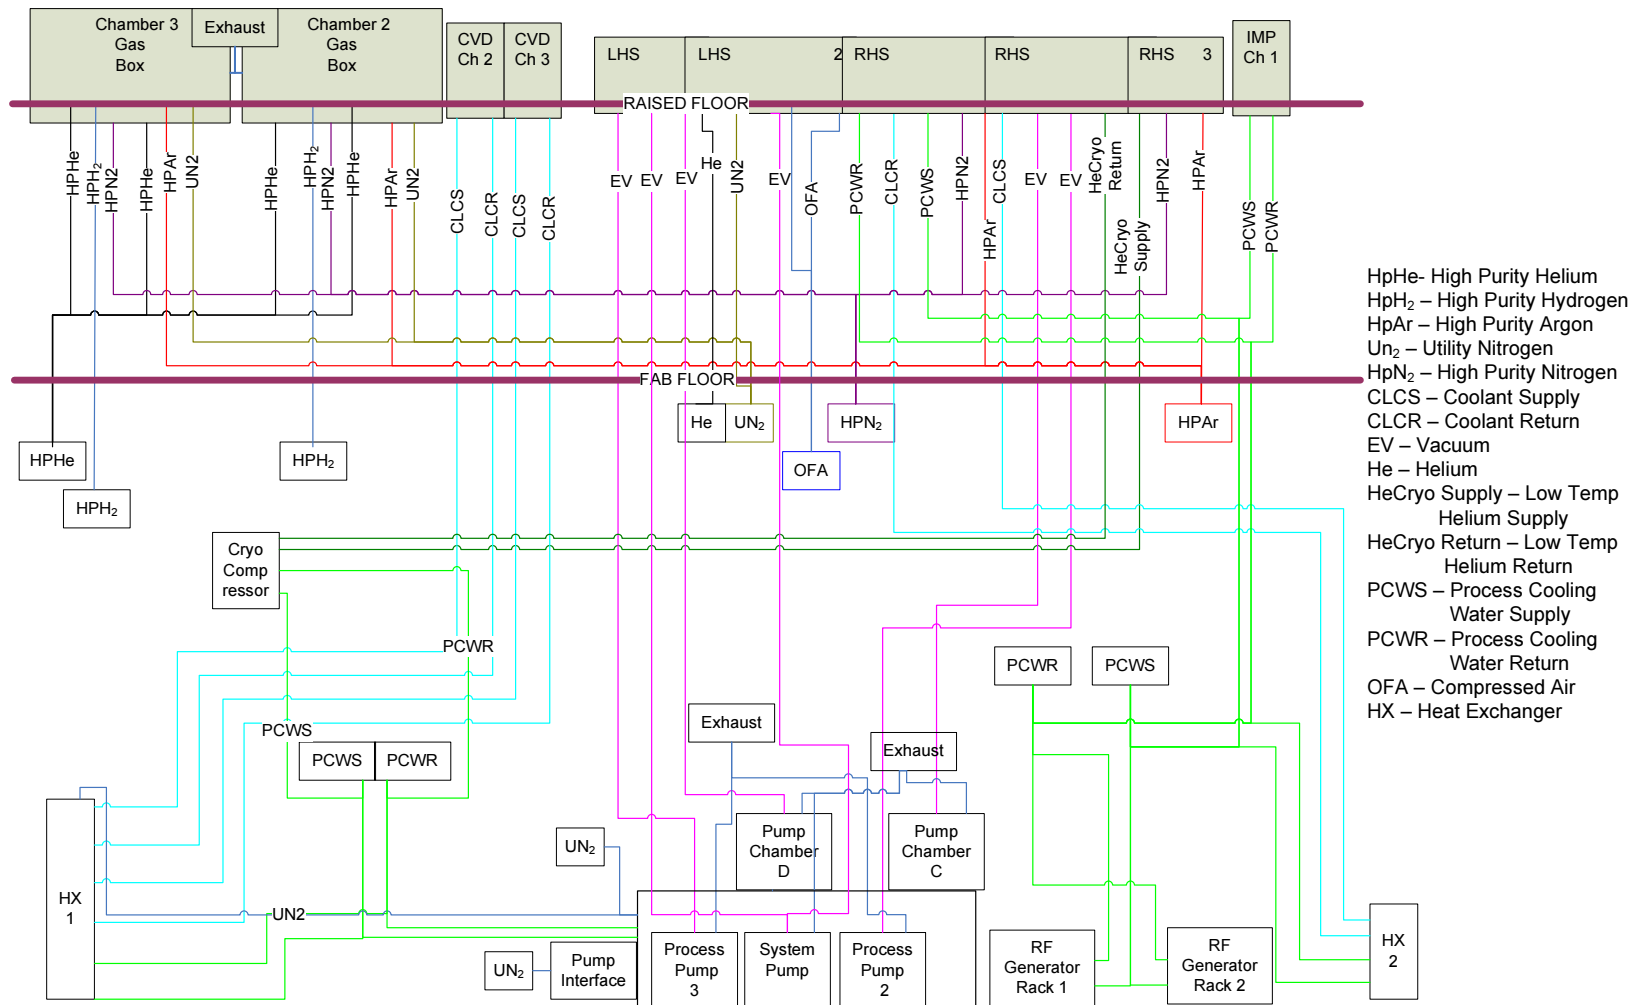 Chamber 3
Gas
Box
Exhaust
Chamber 2
Gas
Box
CVD
Ch 2
CVD
Ch 3
LHS
LHS
2
RHS
RHS
RHS 3
IMP
Ch 1
RAISED FLOOR
HPHe
HPH₂
HPN2
HPHe
HPAr
UN2
HPHe
HPH₂
HPN2
HPHe
HPAr
UN2
CLCS
CLCR
CLCS
CLCR
EV
EV
EV
He
UN2
EV
OFA
PCWR
CLCR
PCWS
HPN2
HPAr
CLCS
EV
EV
HeCryo
Return
HeCryo
Supply
HPN2
HPAr
PCWS
PCWR
FAB FLOOR
HPHe
HPH₂
HPH₂
He
UN₂
OFA
HPN₂
HPAr
HpHe- High Purity Helium
HpH₂ – High Purity Hydrogen
HpAr – High Purity Argon
Un₂ – Utility Nitrogen
HpN₂ – High Purity Nitrogen
CLCS – Coolant Supply
CLCR – Coolant Return
EV – Vacuum
He – Helium
HeCryo Supply – Low Temp
Helium Supply
HeCryo Return – Low Temp
Helium Return
PCWS – Process Cooling
Water Supply
PCWR – Process Cooling
Water Return
OFA – Compressed Air
HX – Heat Exchanger
Cryo
Comp
ressor
PCWR
PCWS
PCWS
PCWR
Exhaust
Exhaust
PCWR
PCWS
Pump
Chamber
D
Pump
Chamber
C
UN₂
HX
1
UN2
UN₂
Pump
Interface
Process
Pump
3
System
Pump
Process
Pump
2
RF
Generator
Rack 1
RF
Generator
Rack 2
HX
2